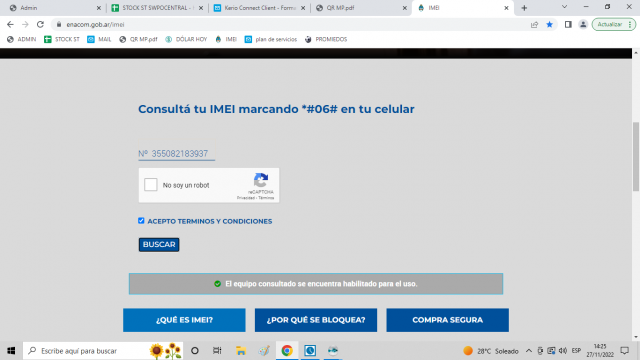 Admin
STOCK ST SWPOCENTRAL -
Kerio Connect Client - Form
QR MP.pdf
IMEI
enacom.gob.ar/imei
Actualizar
ADMIN
STOCK ST
MAIL
QR MP.pdf
DÓLAR HOY
IMEI
plan de servicios
PROMIEDOS
Consultá tu IMEI marcando *#06# en tu celular
Nº 355082183937
No soy un robot
reCAPTCHA
Privacidad - Términos
ACEPTO TERMINOS Y CONDICIONES
BUSCAR
El equipo consultado se encuentra habilitado para el uso.
¿QUÉ ES IMEI?
¿POR QUÉ SE BLOQUEA?
COMPRA SEGURA
Escribe aquí para buscar
28°C Soleado
ESP
14:25
27/11/2022